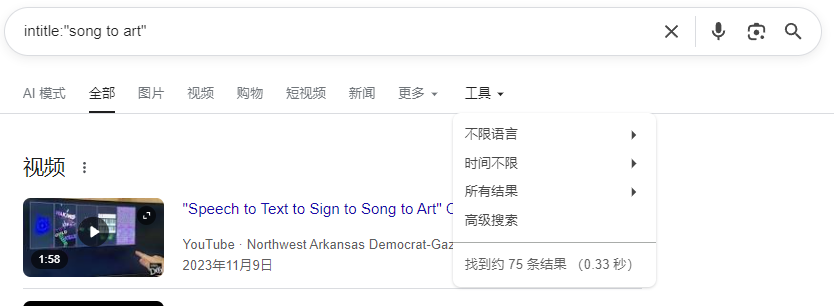 intitle:"song to art"
AI 模式 全部 图片 视频 购物 短视频 新闻 更多 工具
不限语言
时间不限
所有结果
高级搜索
找到约 75 条结果 （0.33 秒）
视频
"Speech to Text to Sign to Song to Art"
YouTube · Northwest Arkansas Democrat-Gaz
2023年11月9日
1:58